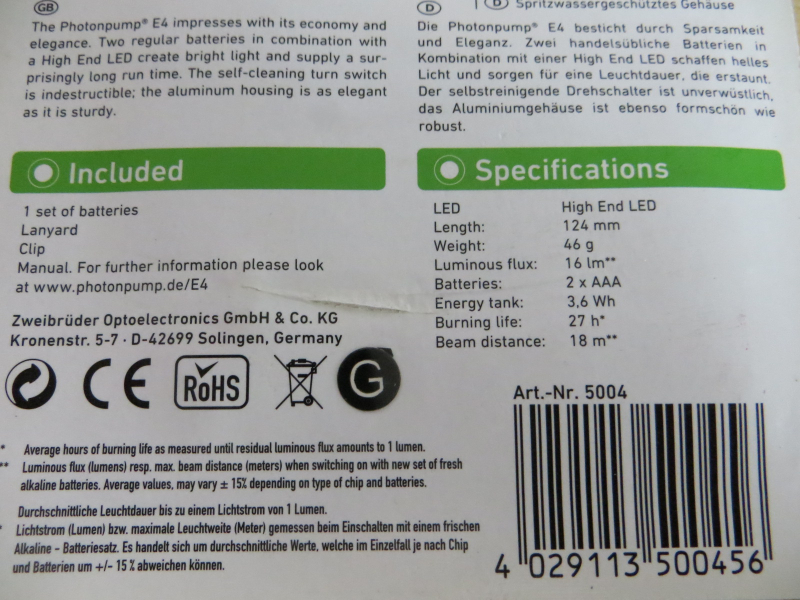 GB
The Photonpump® E4 impresses with its economy and
elegance. Two regular batteries in combination with
a High End LED create bright light and supply a sur-
prisingly long run time. The self-cleaning turn switch
is indestructible; the aluminum housing is as elegant
as it is sturdy.
D
D Spritzwassergeschütztes Gehäuse
Die Photonpump® E4 besticht durch Sparsamkeit
und Eleganz. Zwei handelsübliche Batterien in
Kombination mit einer High End LED schaffen helles
Licht und sorgen für eine Leuchtdauer, die erstaunt.
Der selbstreinigende Drehschalter ist unverwüstlich,
das Aluminiumgehäuse ist ebenso formschön wie
robust.
Included
1 set of batteries
Lanyard
Clip
Manual. For further information please look
at www.photonpump.de/E4
Specifications
LED High End LED
Length: 124 mm
Weight: 46 g
Luminous flux: 16 lm**
Batteries: 2 x AAA
Energy tank: 3,6 Wh
Burning life: 27 h*
Beam distance: 18 m**
Zweibrüder Optoelectronics GmbH & Co. KG
Kronenstr. 5-7 · D-42699 Solingen, Germany
CE
RoHS
G
* Average hours of burning life as measured until residual luminous flux amounts to 1 lumen.
** Luminous flux (lumens) resp. max. beam distance (meters) when switching on with new set of fresh
alkaline batteries. Average values, may vary ± 15% depending on type of chip and batteries.
Durchschnittliche Leuchtdauer bis zu einem Lichtstrom von 1 Lumen.
* Lichtstrom (Lumen) bzw. maximale Leuchtweite (Meter) gemessen beim Einschalten mit einem frischen
Alkaline - Batteriesatz. Es handelt sich um durchschnittliche Werte, welche im Einzelfall je nach Chip
und Batterien um +/- 15 % abweichen können.
Art.-Nr. 5004
4 029113 500456